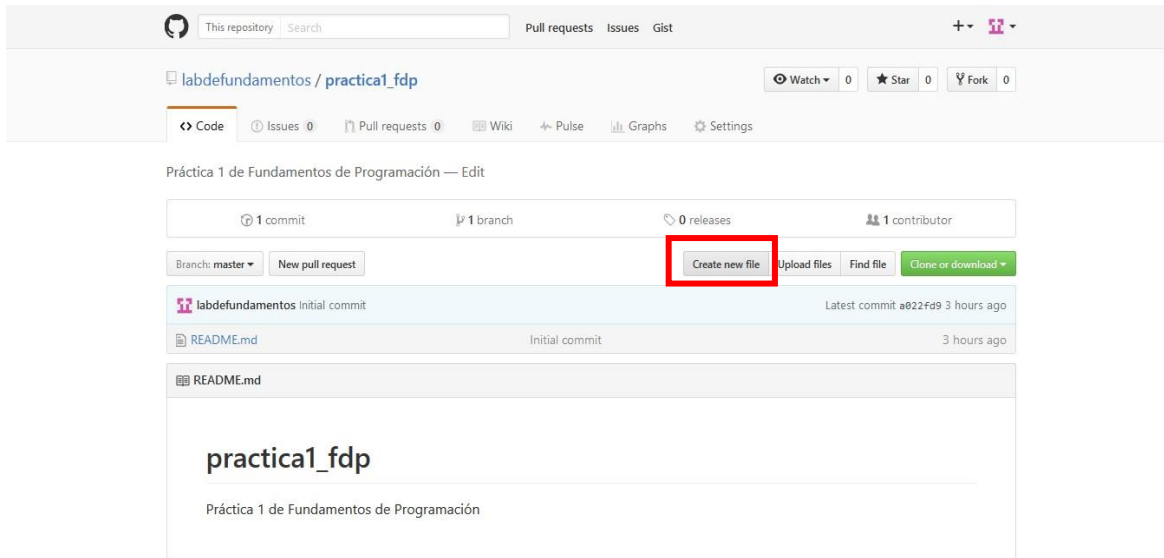 This repository Search Pull requests Issues Gist
labdefundamentos / practica1_fdp Watch 0 Star 0 Fork 0
Code Issues 0 Pull requests 0 Wiki Pulse Graphs Settings
Práctica 1 de Fundamentos de Programación — Edit
1 commit 1 branch 0 releases 1 contributor
Branch: master New pull request Create new file Upload files Find file Clone or download
labdefundamentos Initial commit Latest commit a022fd9 3 hours ago
README.md Initial commit 3 hours ago
README.md
practica1_fdp
Práctica 1 de Fundamentos de Programación